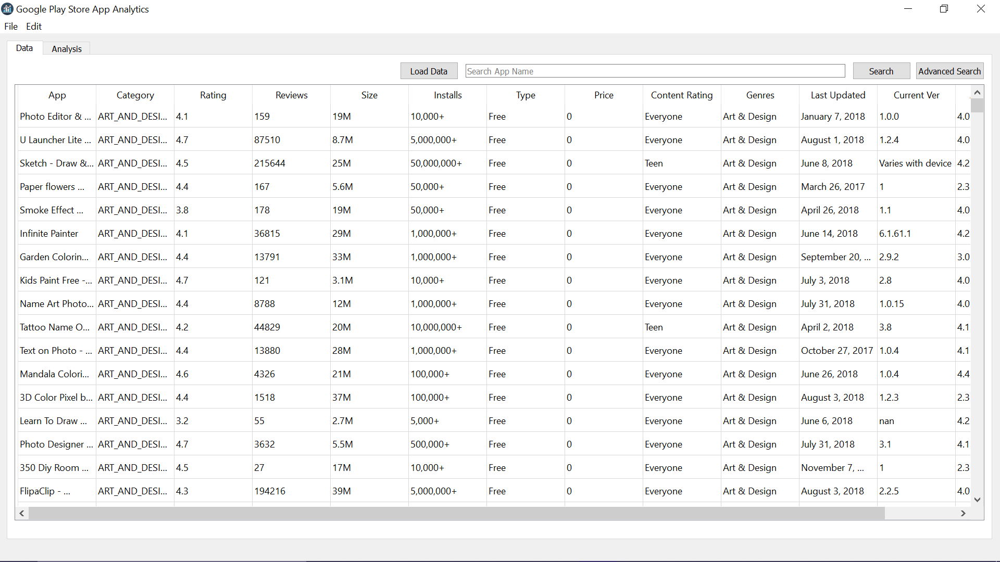 Google Play Store App Analytics
File Edit
Data Analysis
Load Data Search App Name Search Advanced Search
App Category Rating Reviews Size Installs Type Price Content Rating Genres Last Updated Current Ver
Photo Editor & ... ART_AND_DESI... 4.1 159 19M 10,000+ Free 0 Everyone Art & Design January 7, 2018 1.0.0 4.0
U Launcher Lite ... ART_AND_DESI... 4.7 87510 8.7M 5,000,000+ Free 0 Everyone Art & Design August 1, 2018 1.2.4 4.0
Sketch - Draw &... ART_AND_DESI... 4.5 215644 25M 50,000,000+ Free 0 Teen Art & Design June 8, 2018 Varies with device 4.2
Paper flowers ... ART_AND_DESI... 4.4 167 5.6M 50,000+ Free 0 Everyone Art & Design March 26, 2017 1 2.3
Smoke Effect ... ART_AND_DESI... 3.8 178 19M 50,000+ Free 0 Everyone Art & Design April 26, 2018 1.1 4.0
Infinite Painter ART_AND_DESI... 4.1 36815 29M 1,000,000+ Free 0 Everyone Art & Design June 14, 2018 6.1.61.1 4.2
Garden Colorin... ART_AND_DESI... 4.4 13791 33M 1,000,000+ Free 0 Everyone Art & Design September 20, ... 2.9.2 3.0
Kids Paint Free -... ART_AND_DESI... 4.7 121 3.1M 10,000+ Free 0 Everyone Art & Design July 3, 2018 2.8 4.0
Name Art Photo... ART_AND_DESI... 4.4 8788 12M 1,000,000+ Free 0 Everyone Art & Design July 31, 2018 1.0.15 4.0
Tattoo Name O... ART_AND_DESI... 4.2 44829 20M 10,000,000+ Free 0 Teen Art & Design April 2, 2018 3.8 4.1
Text on Photo - ... ART_AND_DESI... 4.4 13880 28M 1,000,000+ Free 0 Everyone Art & Design October 27, 2017 1.0.4 4.1
Mandala Colori... ART_AND_DESI... 4.6 4326 21M 100,000+ Free 0 Everyone Art & Design June 26, 2018 1.0.4 4.4
3D Color Pixel b... ART_AND_DESI... 4.4 1518 37M 100,000+ Free 0 Everyone Art & Design August 3, 2018 1.2.3 2.3
Learn To Draw ... ART_AND_DESI... 3.2 55 2.7M 5,000+ Free 0 Everyone Art & Design June 6, 2018 nan 4.2
Photo Designer ... ART_AND_DESI... 4.7 3632 5.5M 500,000+ Free 0 Everyone Art & Design July 31, 2018 3.1 4.1
350 Diy Room ... ART_AND_DESI... 4.5 27 17M 10,000+ Free 0 Everyone Art & Design November 7, ... 1 2.3
FlipaClip - ... ART_AND_DESI... 4.3 194216 39M 5,000,000+ Free 0 Everyone Art & Design August 3, 2018 2.2.5 4.0